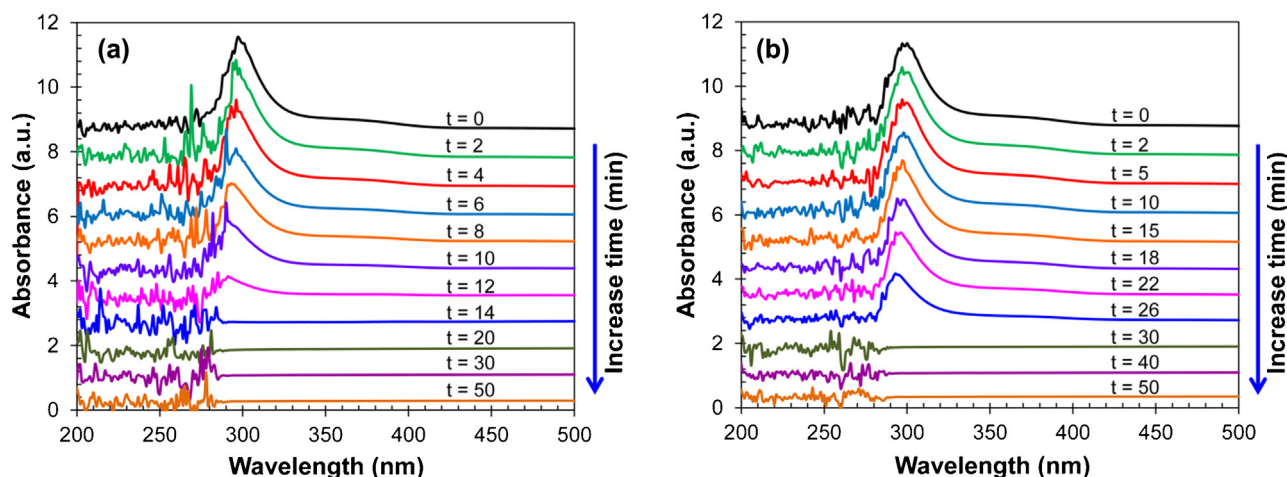 (a)
Absorbance (a.u.)
12
10
8
6
4
2
0
t = 0
t = 2
t = 4
t = 6
t = 8
t = 10
t = 12
t = 14
t = 20
t = 30
t = 50
Increase time (min)
200 250 300 350 400 450 500
Wavelength (nm)
(b)
Absorbance (a.u.)
12
10
8
6
4
2
0
t = 0
t = 2
t = 5
t = 10
t = 15
t = 18
t = 22
t = 26
t = 30
t = 40
t = 50
Increase time (min)
200 250 300 350 400 450 500
Wavelength (nm)